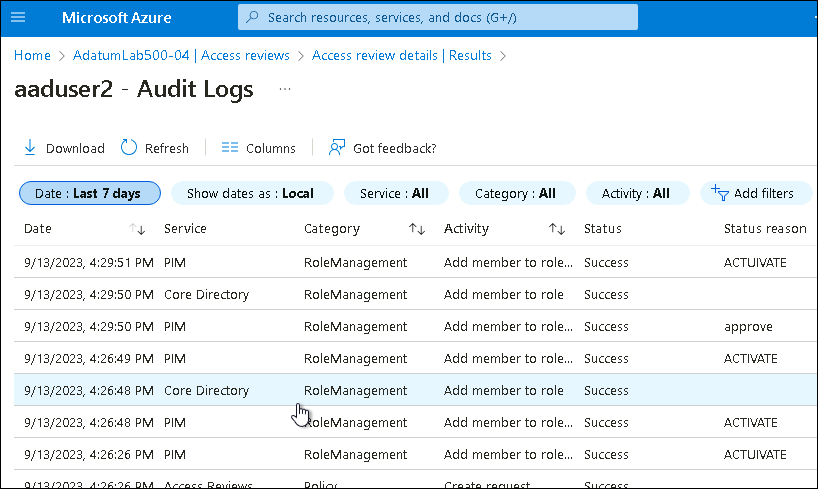 Microsoft Azure
Search resources, services, and docs (G+/)
Home > AdatumLab500-04 | Access reviews > Access review details | Results >
aaduser2 - Audit Logs ...
Download Refresh Columns Got feedback?
Date : Last 7 days Show dates as : Local Service : All Category : All Activity : All Add filters
Date Service Category Activity Status Status reason
9/13/2023, 4:29:51 PM PIM RoleManagement Add member to role... Success ACTUIVATE
9/13/2023, 4:29:50 PM Core Directory RoleManagement Add member to role Success
9/13/2023, 4:29:50 PM PIM RoleManagement Add member to role... Success approve
9/13/2023, 4:26:49 PM PIM RoleManagement Add member to role... Success ACTIVATE
9/13/2023, 4:26:48 PM Core Directory RoleManagement Add member to role Success
9/13/2023, 4:26:48 PM PIM RoleManagement Add member to role... Success ACTIVATE
9/13/2023, 4:26:26 PM PIM RoleManagement Add member to role... Success ACTUIVATE
9/13/2023, 4:26:26 PM Access Reviews Policy Create request Success